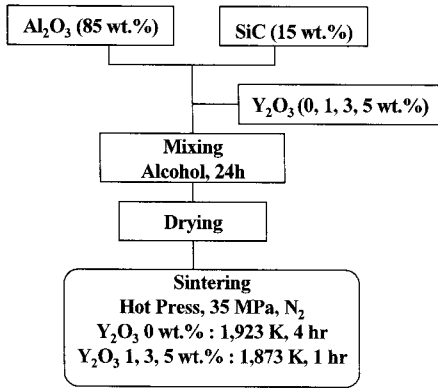 Al₂O₃ (85 wt.%)
SiC (15 wt.%)
Y₂O₃ (0, 1, 3, 5 wt.%)
Mixing
Alcohol, 24h
Drying
Sintering
Hot Press, 35 MPa, N₂
Y₂O₃ 0 wt.% : 1,923 K, 4 hr
Y₂O₃ 1, 3, 5 wt.% : 1,873 K, 1 hr